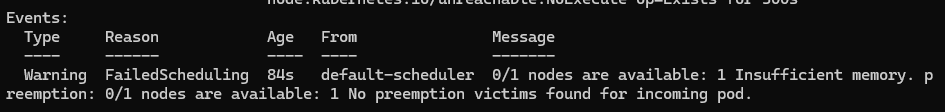 node.kubernetes.io/unreachable:NoExecute op=Exists for 300s
Events:
  Type     Reason            Age   From               Message
  ----     ------            ----  ----               -------
  Warning  FailedScheduling  84s   default-scheduler  0/1 nodes are available: 1 Insufficient memory. p
reemption: 0/1 nodes are available: 1 No preemption victims found for incoming pod.